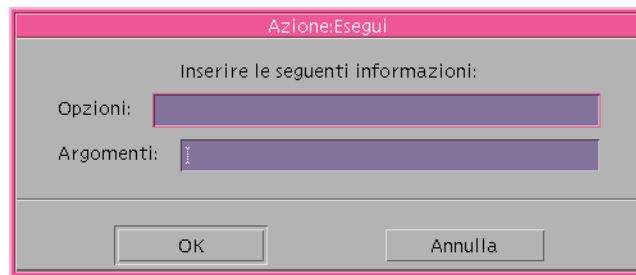 Azione:Esegui
Inserire le seguenti informazioni:
Opzioni:
Argomenti:
OK Annulla